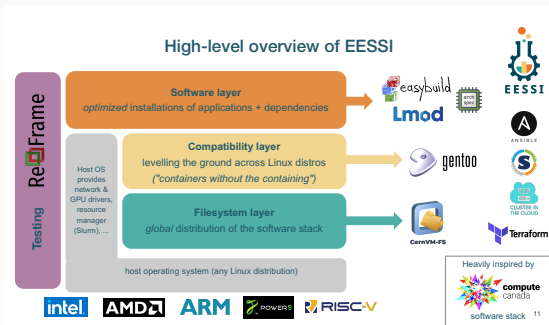 High-level overview of EESSI
Testing
ReFrame
Software layer
optimized installations of applications + dependencies
Host OS
provides
network &
GPU drivers,
resource
manager
(Slurm), ...
Compatibility layer
levelling the ground across Linux distros
("containers without the containing")
Filesystem layer
global distribution of the software stack
host operating system (any Linux distribution)
easybuild
Lmod
arch
spec
gentoo
CernVM-FS
EESSI
ANSIBLE
CLUSTER IN
THE CLOUD
Terraform
intel.
AMD
ARM
POWER9
RISC-V
Heavily inspired by
compute
canada
software stack
11